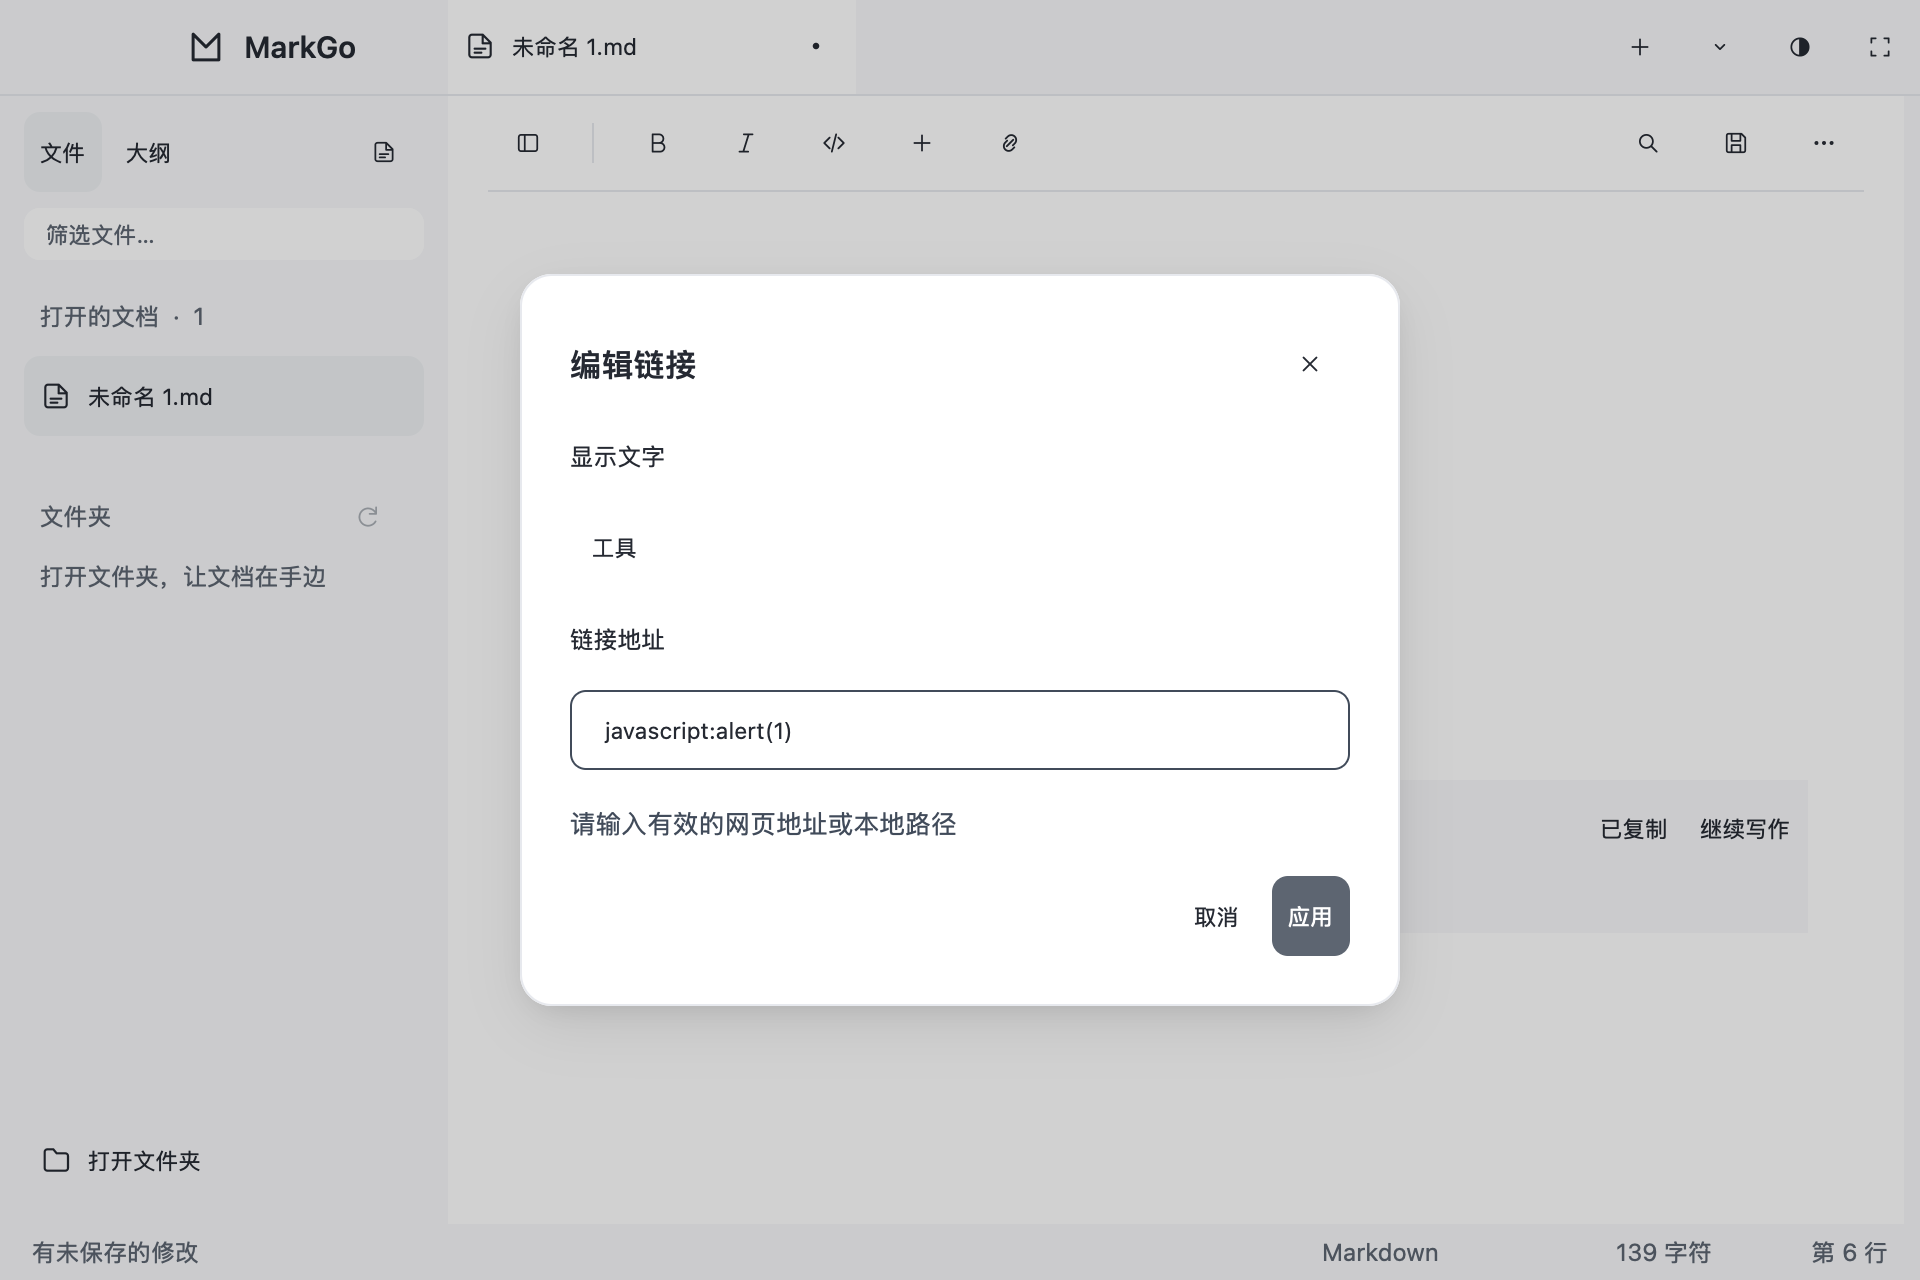 MarkGo
未命名 1.md
文件
大纲
筛选文件...
打开的文档 · 1
未命名 1.md
文件夹
打开文件夹，让文档在手边
编辑链接
显示文字
工具
链接地址
javascript:alert(1)
请输入有效的网页地址或本地路径
取消
应用
已复制
继续写作
打开文件夹
有未保存的修改
Markdown
139 字符
第 6 行